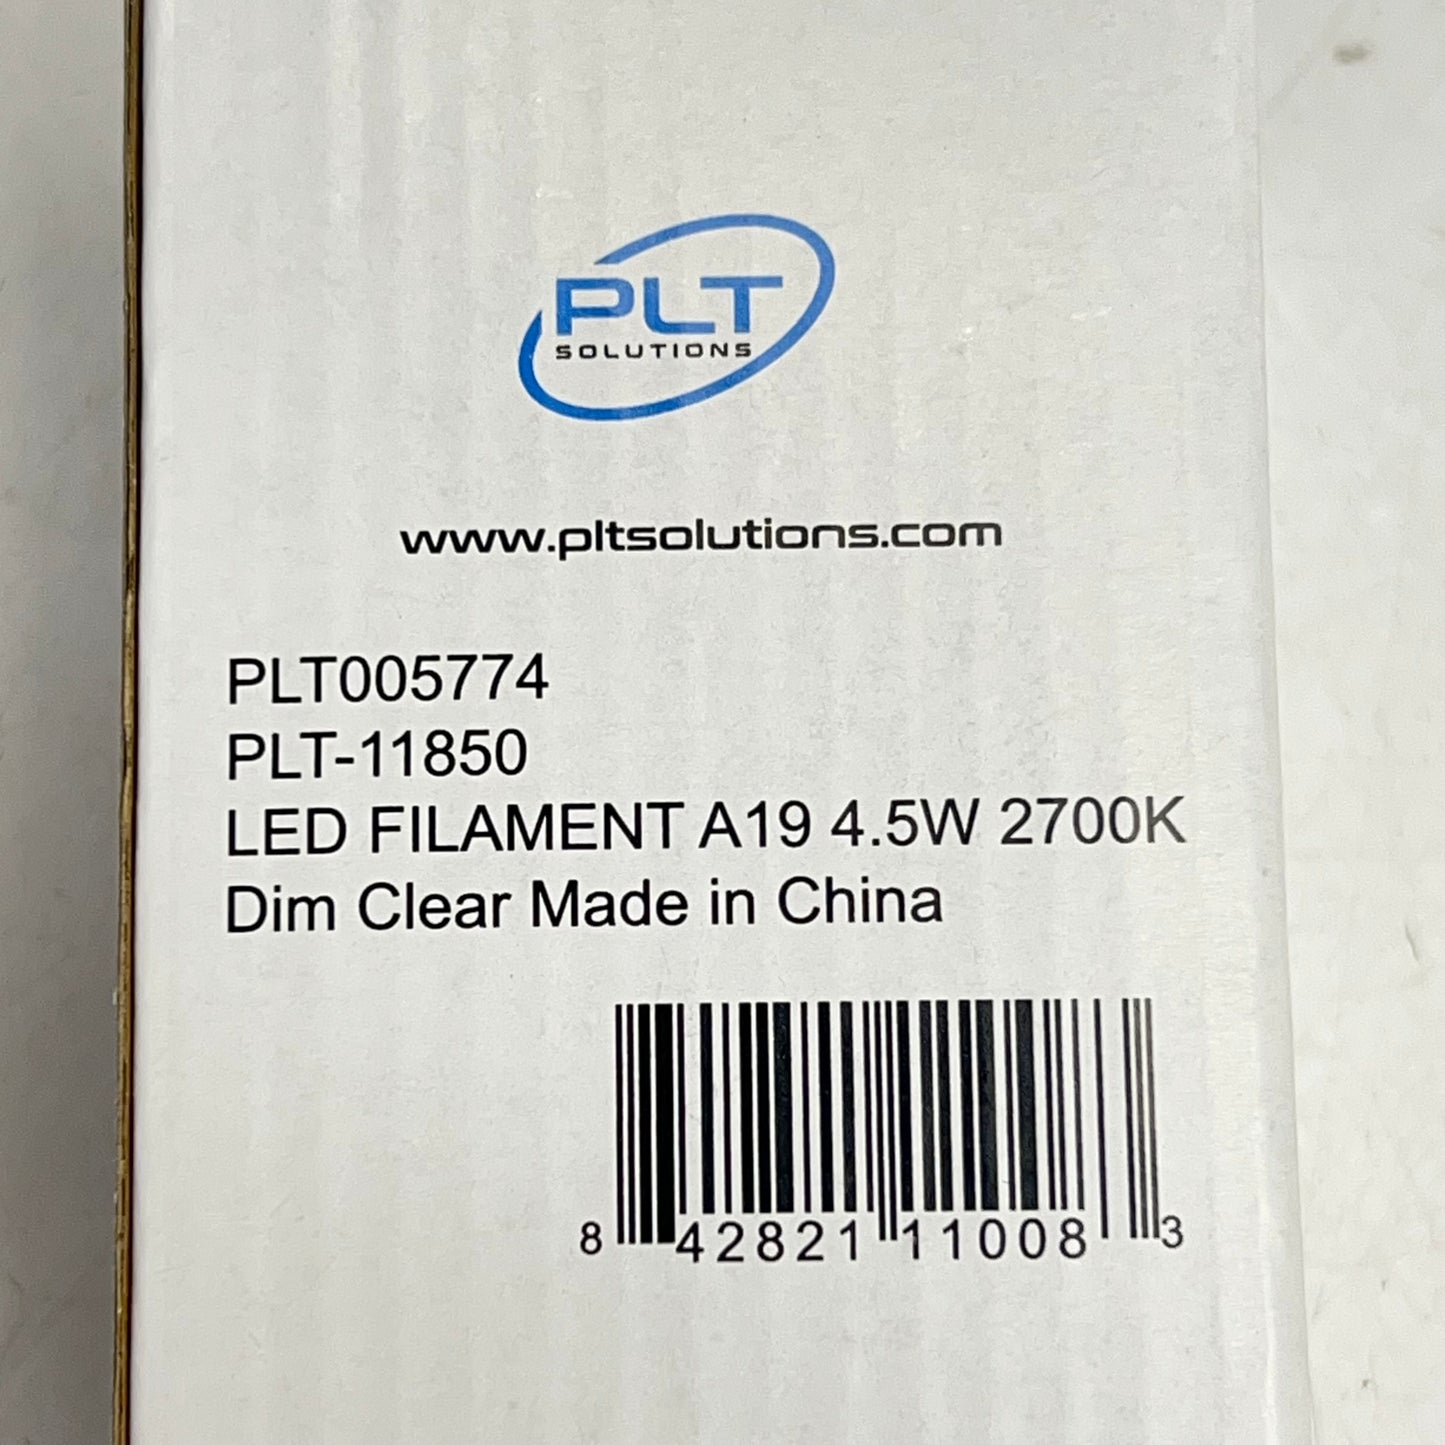 PLT
SOLUTIONS
www.pltsolutions.com
PLT005774
PLT-11850
LED FILAMENT A19 4.5W 2700K
Dim Clear Made in China
8 42821 11008 3